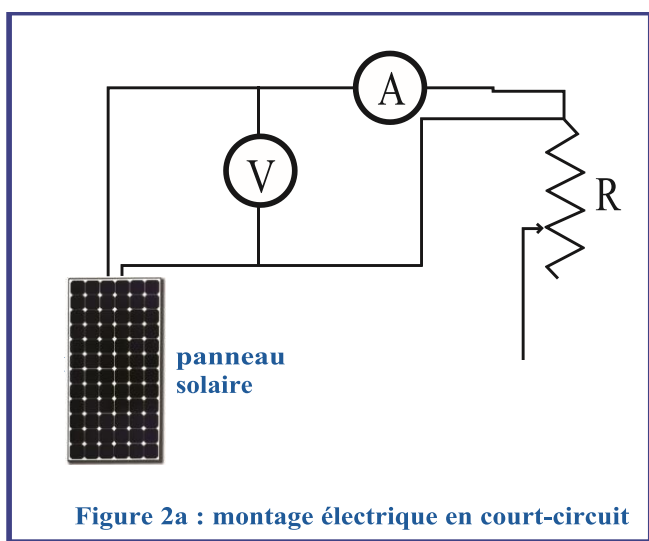 A
V
R
panneau
solaire
Figure 2a : montage électrique en court-circuit